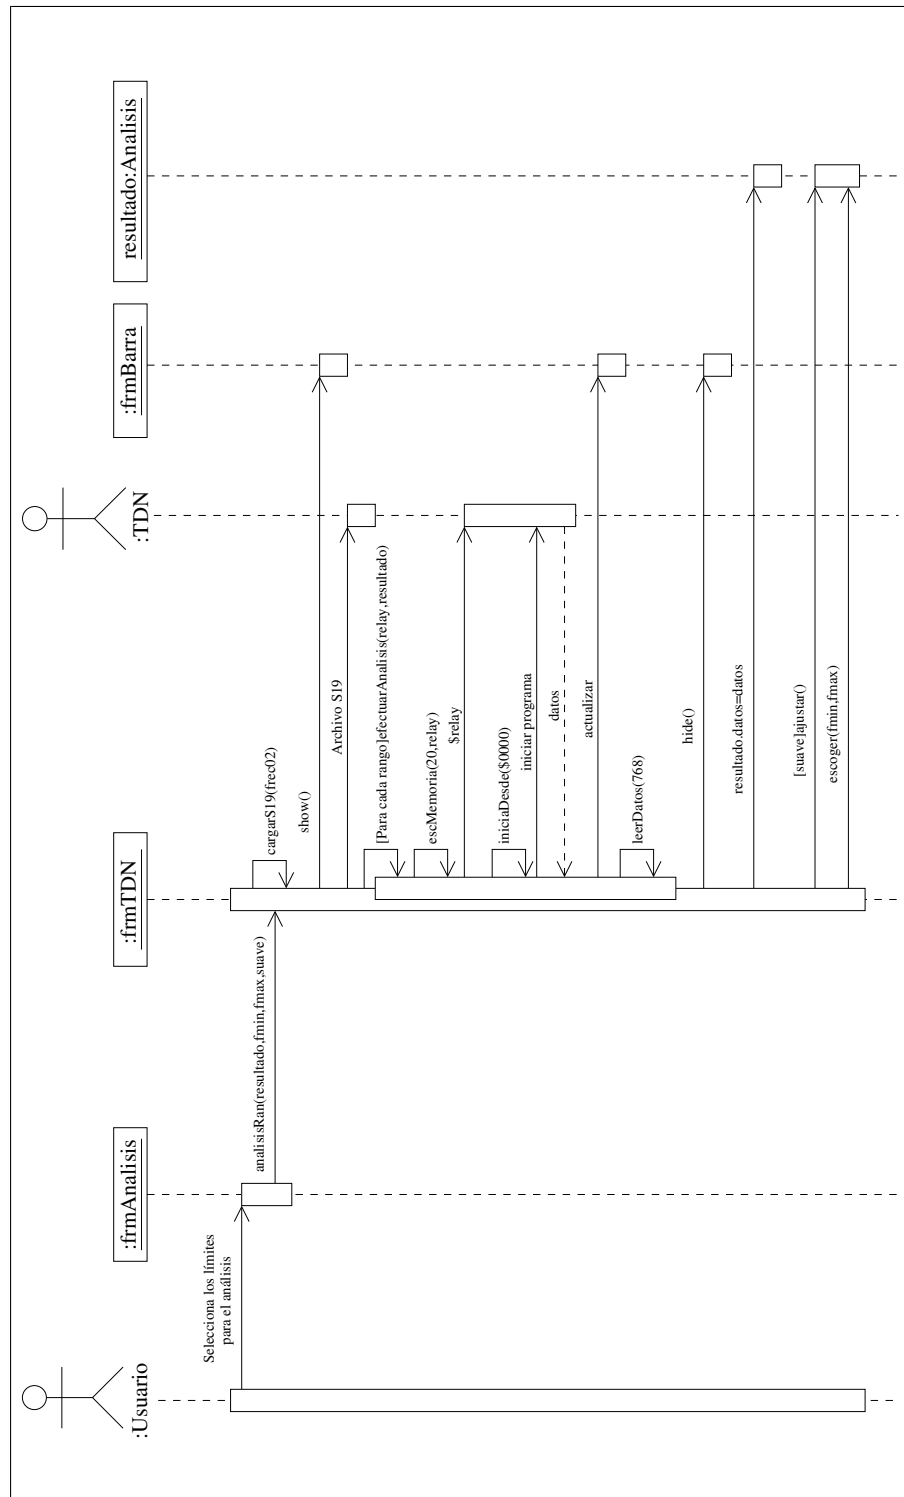 :Usuario
:frmAnalisis
:frmTDN
:TDN
:frmBarra
resultado:Analisis
Selecciona los límites
para el análisis
analisisRan(resultado,fmin,fmax,suave)
cargarS19(frec02)
show()
Archivo S19
[Para cada rango]efectuarAnalisis(relay,resultado)
escMemoria(20,relay)
$relay
iniciaDesde($0000)
iniciar programa
datos
actualizar
leerDatos(768)
hide()
resultado.datos=datos
[suave]ajustar()
escoger(fmin,fmax)